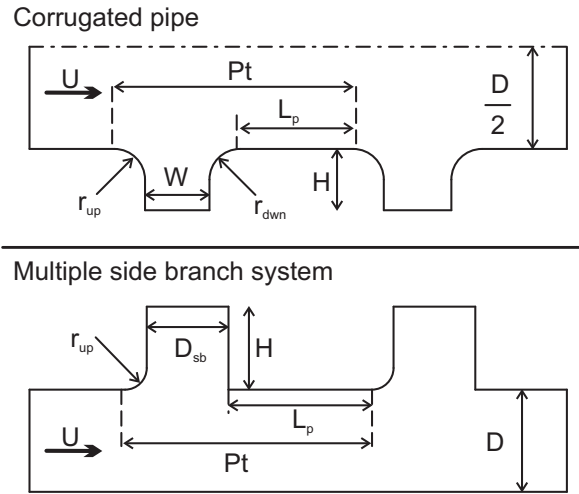 Corrugated pipe
U
Pt
D
2
L_p
W
H
r_up
r_dwn
Multiple side branch system
r_up
D_sb
H
L_p
U
D
Pt